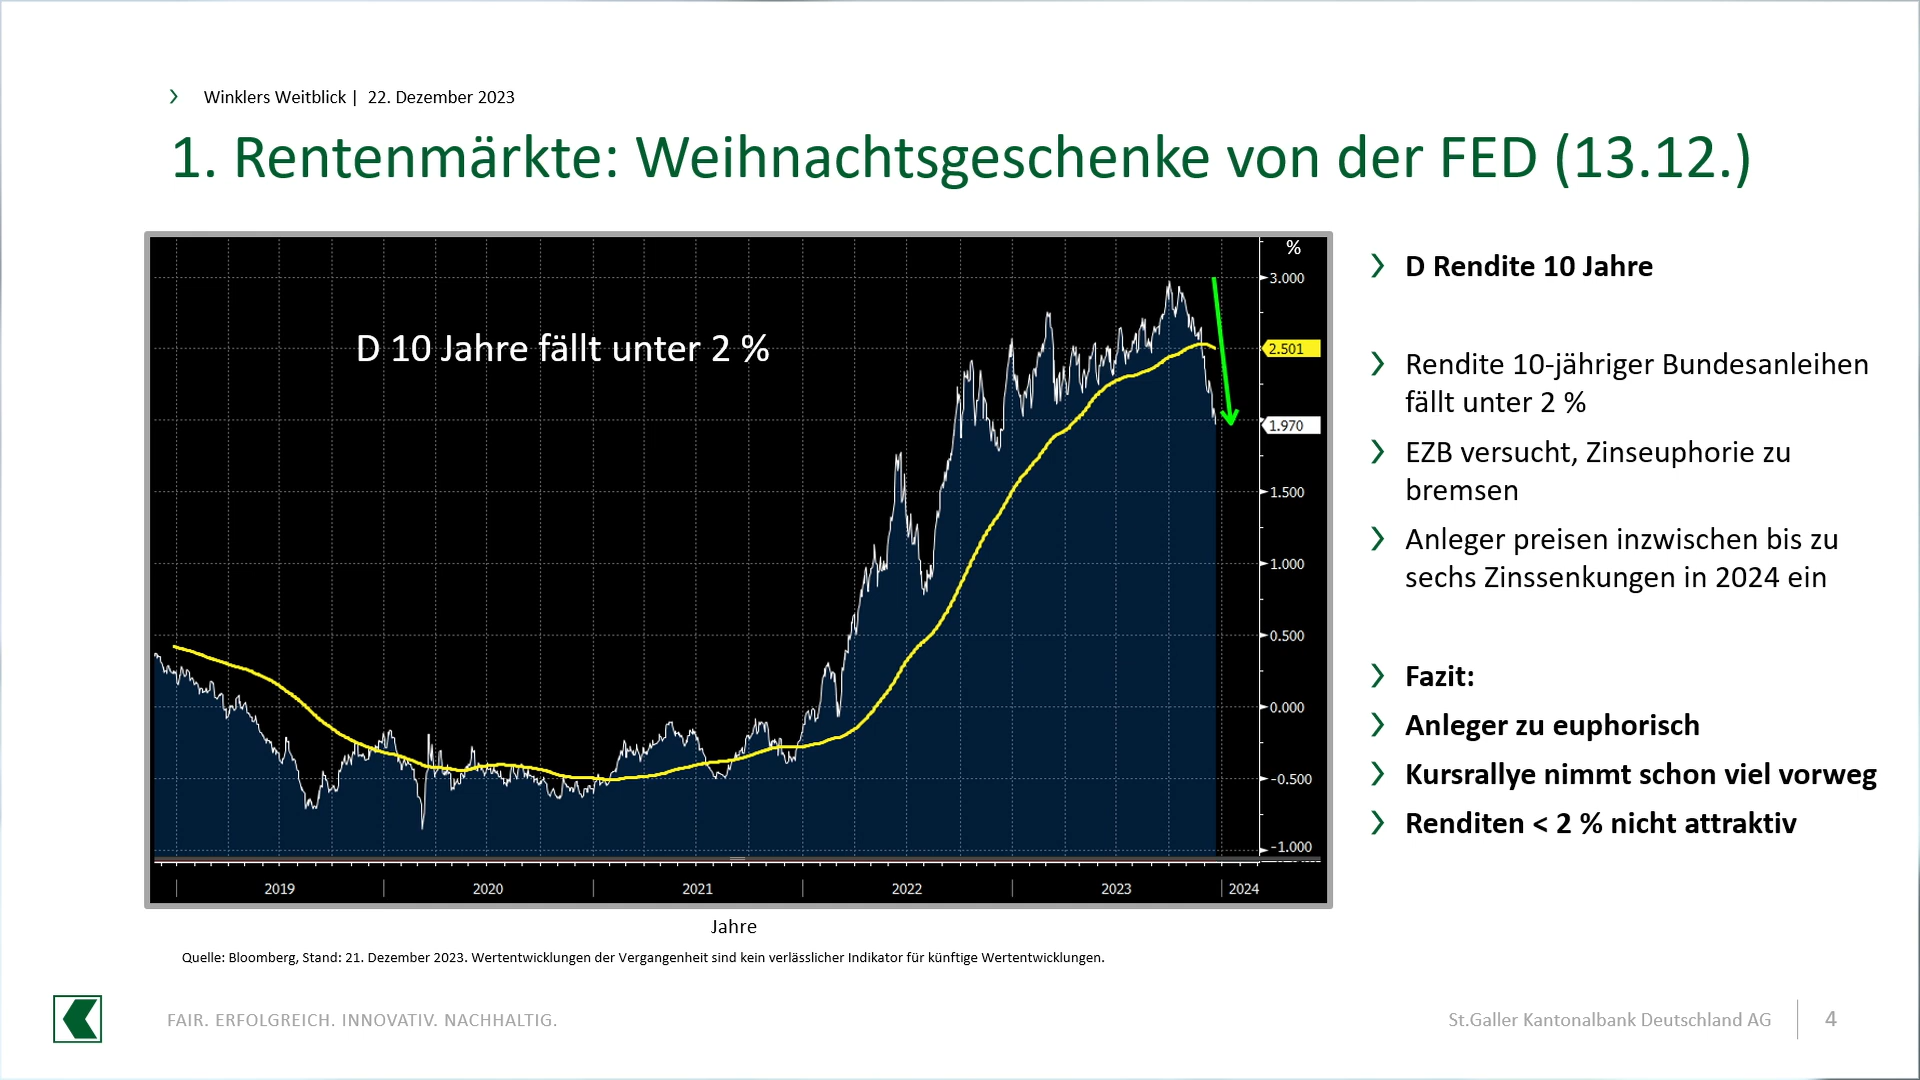 Winklers Weitblick | 22. Dezember 2023
1. Rentenmärkte: Weihnachtsgeschenke von der FED (13.12.)
D 10 Jahre fällt unter 2 %
%
3.000
2.501
1.970
1.500
1.000
0.500
0.000
-0.500
-1.000
2019 2020 2021 2022 2023 2024
Jahre
Quelle: Bloomberg, Stand: 21. Dezember 2023. Wertentwicklungen der Vergangenheit sind kein verlässlicher Indikator für künftige Wertentwicklungen.
D Rendite 10 Jahre
Rendite 10-jähriger Bundesanleihen
fällt unter 2 %
EZB versucht, Zinseuphorie zu
bremsen
Anleger preisen inzwischen bis zu
sechs Zinssenkungen in 2024 ein
Fazit:
Anleger zu euphorisch
Kursrallye nimmt schon viel vorweg
Renditen < 2 % nicht attraktiv
FAIR. ERFOLGREICH. INNOVATIV. NACHHALTIG.
St.Galler Kantonalbank Deutschland AG
4